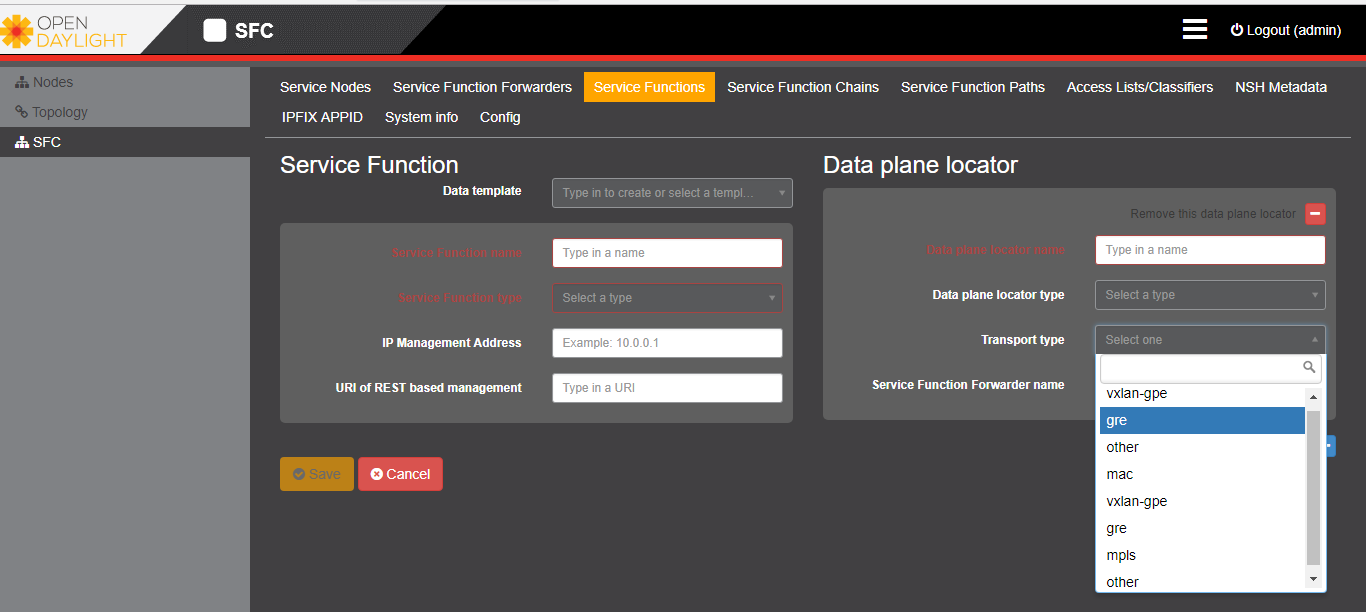 OPEN
DAYLIGHT
SFC
Logout (admin)
Nodes
Topology
SFC
Service Nodes
Service Function Forwarders
Service Functions
Service Function Chains
Service Function Paths
Access Lists/Classifiers
NSH Metadata
IPFIX APPID
System info
Config
Service Function
Data template
Type in to create or select a templ...
Service Function name
Type in a name
Service Function type
Select a type
IP Management Address
Example: 10.0.0.1
URI of REST based management
Type in a URI
Save
Cancel
Data plane locator
Remove this data plane locator
Data plane locator name
Type in a name
Data plane locator type
Select a type
Transport type
Select one
Service Function Forwarder name
vxlan-gpe
gre
other
mac
vxlan-gpe
gre
mpls
other